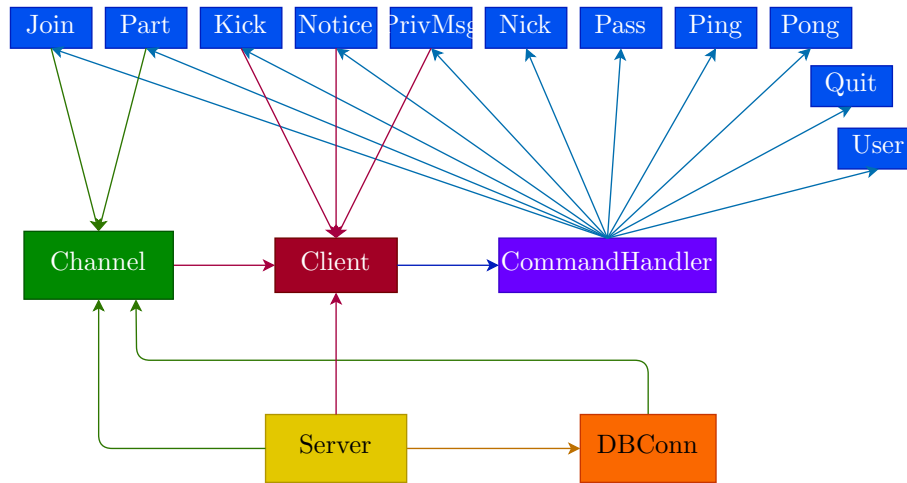 Join
Part
Kick
Notice
PrivMsg
Nick
Pass
Ping
Pong
Quit
User
Channel
Client
CommandHandler
Server
DBConn